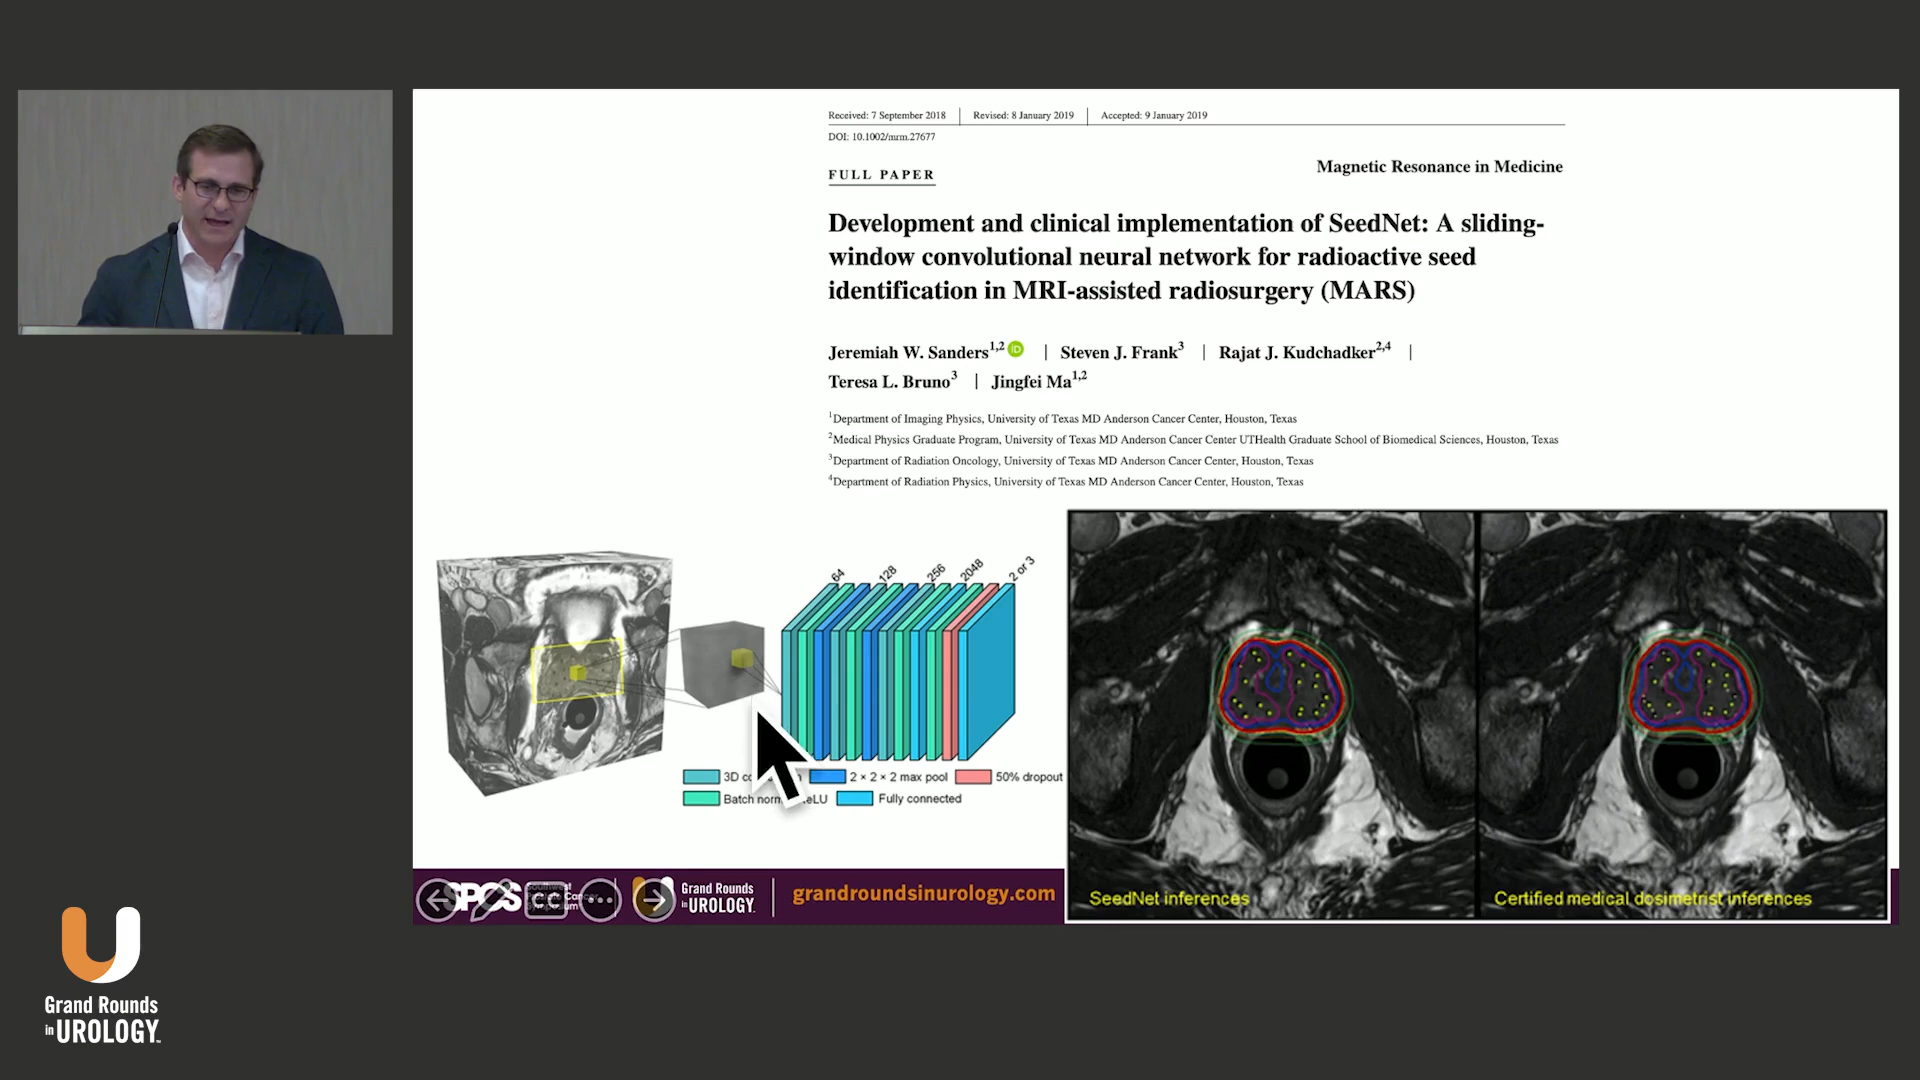 Received: 7 September 2018 | Revised: 8 January 2019 | Accepted: 9 January 2019
DOI: 10.1002/mrm.27677
FULL PAPER
Magnetic Resonance in Medicine
Development and clinical implementation of SeedNet: A sliding-
window convolutional neural network for radioactive seed
identification in MRI-assisted radiosurgery (MARS)
Jeremiah W. Sanders1,2 iD | Steven J. Frank3 | Rajat J. Kudchadker2,4 |
Teresa L. Bruno3 | Jingfei Ma1,2
1Department of Imaging Physics, University of Texas MD Anderson Cancer Center, Houston, Texas
2Medical Physics Graduate Program, University of Texas MD Anderson Cancer Center UTHealth Graduate School of Biomedical Sciences, Houston, Texas
3Department of Radiation Oncology, University of Texas MD Anderson Cancer Center, Houston, Texas
4Department of Radiation Physics, University of Texas MD Anderson Cancer Center, Houston, Texas
64 128 256 2048 2 or 3
3D 2 × 2 × 2 max pool 50% dropout
Batch Fully connected
SeedNet inferences
Certified medical dosimetrist inferences
SPCS
Grand Rounds
in UROLOGY
grandroundsinurology.com
Grand Rounds
in UROLOGY